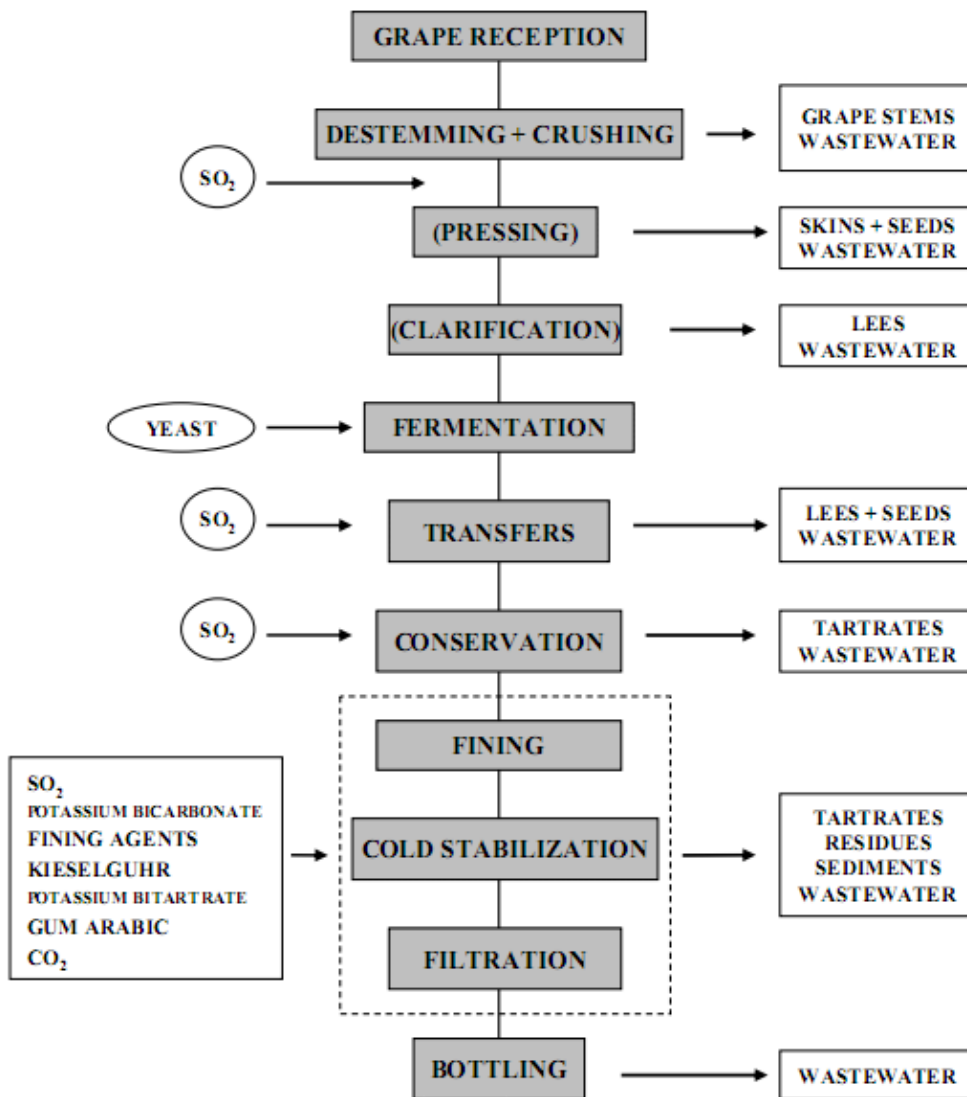 GRAPE RECEPTION
DESTEMMING + CRUSHING
GRAPE STEMS
WASTEWATER
SO₂
(PRESSING)
SKINS + SEEDS
WASTEWATER
(CLARIFICATION)
LEES
WASTEWATER
YEAST
FERMENTATION
SO₂
TRANSFERS
LEES + SEEDS
WASTEWATER
SO₂
CONSERVATION
TARTRATES
WASTEWATER
FINING
SO₂
POTASSIUM BICARBONATE
FINING AGENTS
KIESELGUHR
POTASSIUM BITARTRATE
GUM ARABIC
CO₂
COLD STABILIZATION
TARTRATES
RESIDUES
SEDIMENTS
WASTEWATER
FILTRATION
BOTTLING
WASTEWATER